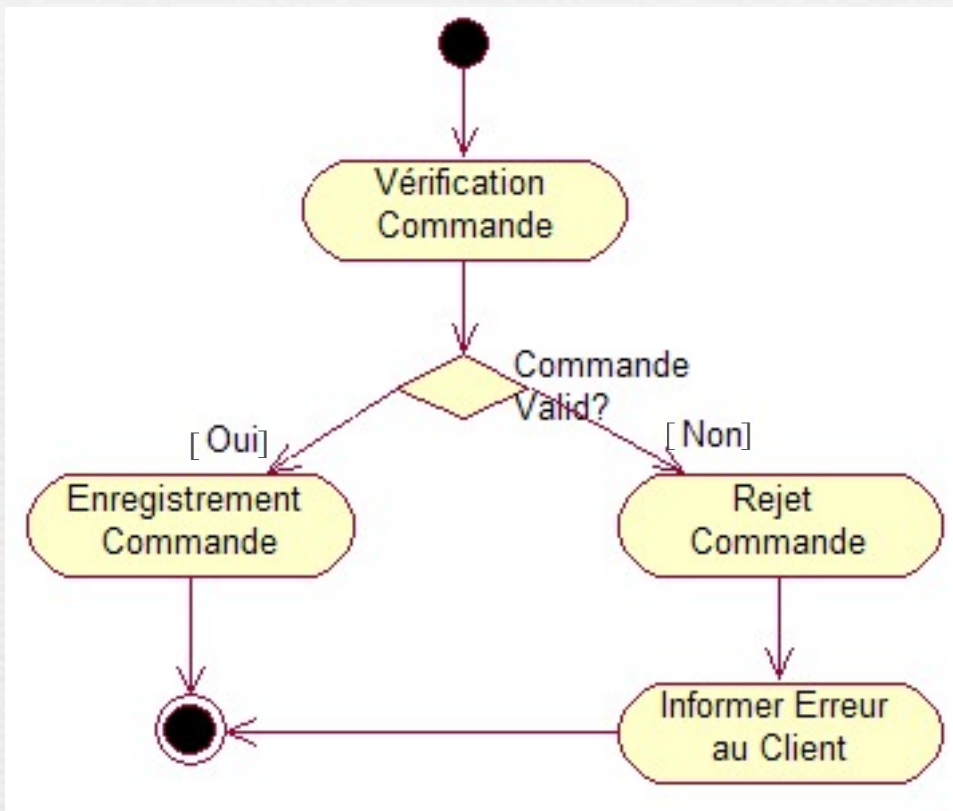 Vérification
Commande
Commande
Valid?
[ Oui]
[ Non]
Enregistrement
Commande
Rejet
Commande
Informer Erreur
au Client